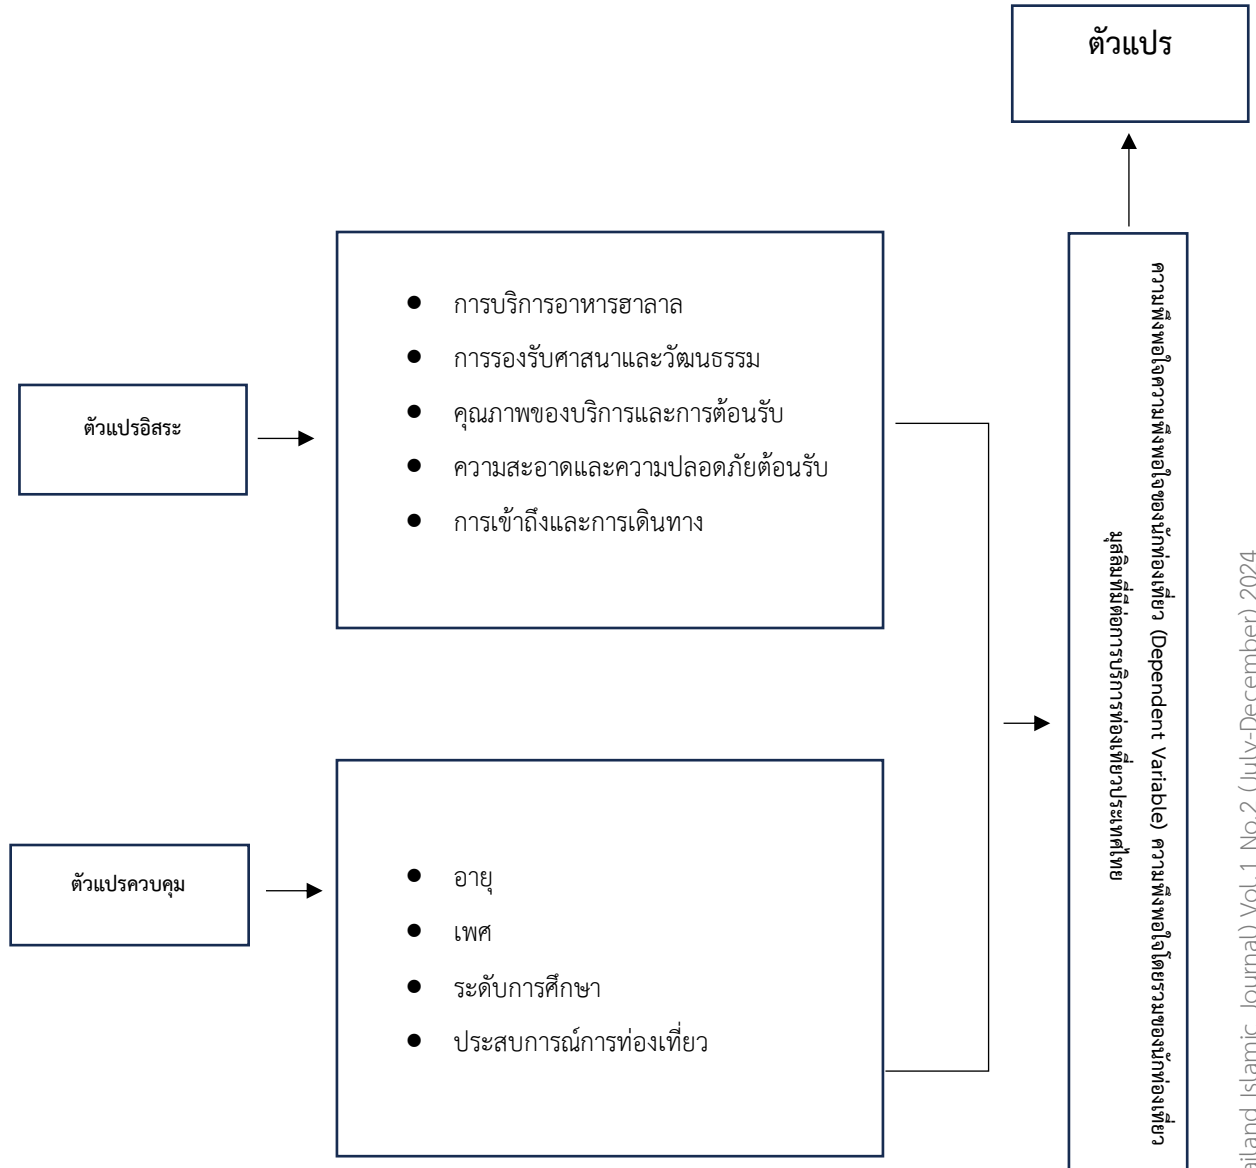 ตัวแปร
ตัวแปรอิสระ
การบริการอาหารฮาลาล
การรองรับศาสนาและวัฒนธรรม
คุณภาพของบริการและการต้อนรับ
ความสะอาดและความปลอดภัยต้อนรับ
การเข้าถึงและการเดินทาง
ตัวแปรควบคุม
อายุ
เพศ
ระดับการศึกษา
ประสบการณ์การท่องเที่ยว
ความพึงพอใจความพึงพอใจของนักท่องเที่ยว (Dependent Variable) ความพึงพอใจโดยรวมของนักท่องเที่ยว
มุสลิมที่มีต่อการบริการท่องเที่ยวประเทศไทย
Islamic Journal) Vol.1 No.2 (July-December) 2024